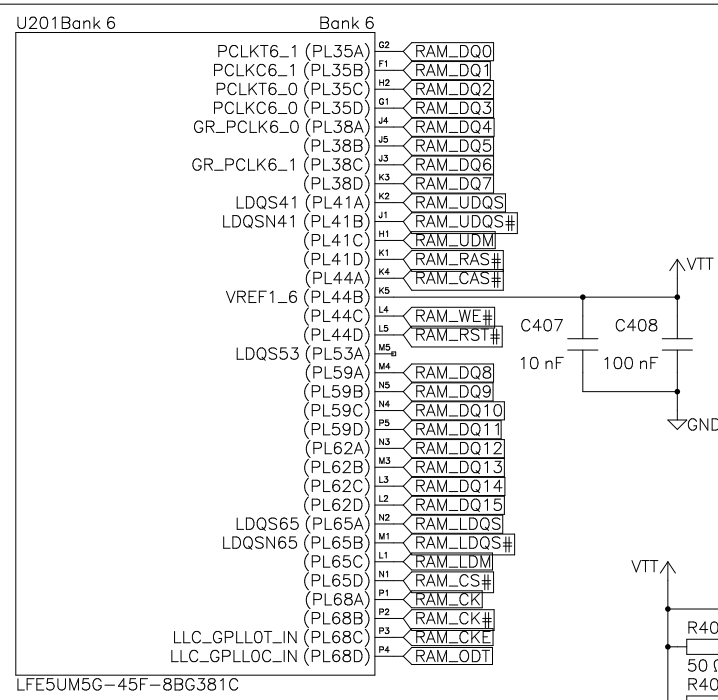 U201Bank 6 Bank 6
PCLKT6_1 (PL35A) G2 RAM_DQ0
PCLKC6_1 (PL35B) F1 RAM_DQ1
PCLKT6_0 (PL35C) H2 RAM_DQ2
PCLKC6_0 (PL35D) G1 RAM_DQ3
GR_PCLK6_0 (PL38A) J4 RAM_DQ4
(PL38B) J5 RAM_DQ5
GR_PCLK6_1 (PL38C) J3 RAM_DQ6
(PL38D) K3 RAM_DQ7
LDQS41 (PL41A) K2 RAM_UDQS
LDQSN41 (PL41B) J1 RAM_UDQS#
(PL41C) H1 RAM_UDM
(PL41D) K1 RAM_RAS#
(PL44A) K4 RAM_CAS#
VTT
VREF1_6 (PL44B) K5
(PL44C) L4 RAM_WE#
(PL44D) L5 RAM_RST#
C407 C408
LDQS53 (PL53A) M5
10 nF 100 nF
(PL59A) M4 RAM_DQ8
(PL59B) N5 RAM_DQ9
(PL59C) N4 RAM_DQ10
(PL59D) P5 RAM_DQ11
GND
(PL62A) N3 RAM_DQ12
(PL62B) M3 RAM_DQ13
(PL62C) L3 RAM_DQ14
(PL62D) L2 RAM_DQ15
LDQS65 (PL65A) N2 RAM_LDQS
LDQSN65 (PL65B) M1 RAM_LDQS#
(PL65C) L1 RAM_LDM
(PL65D) N1 RAM_CS#
VTT
(PL68A) P1 RAM_CK
(PL68B) P2 RAM_CK#
LLC_GPLL0T_IN (PL68C) P3 RAM_CKE
LLC_GPLL0C_IN (PL68D) P4 RAM_ODT
R40
50 Ω
R40
LFE5UM5G-45F-8BG381C